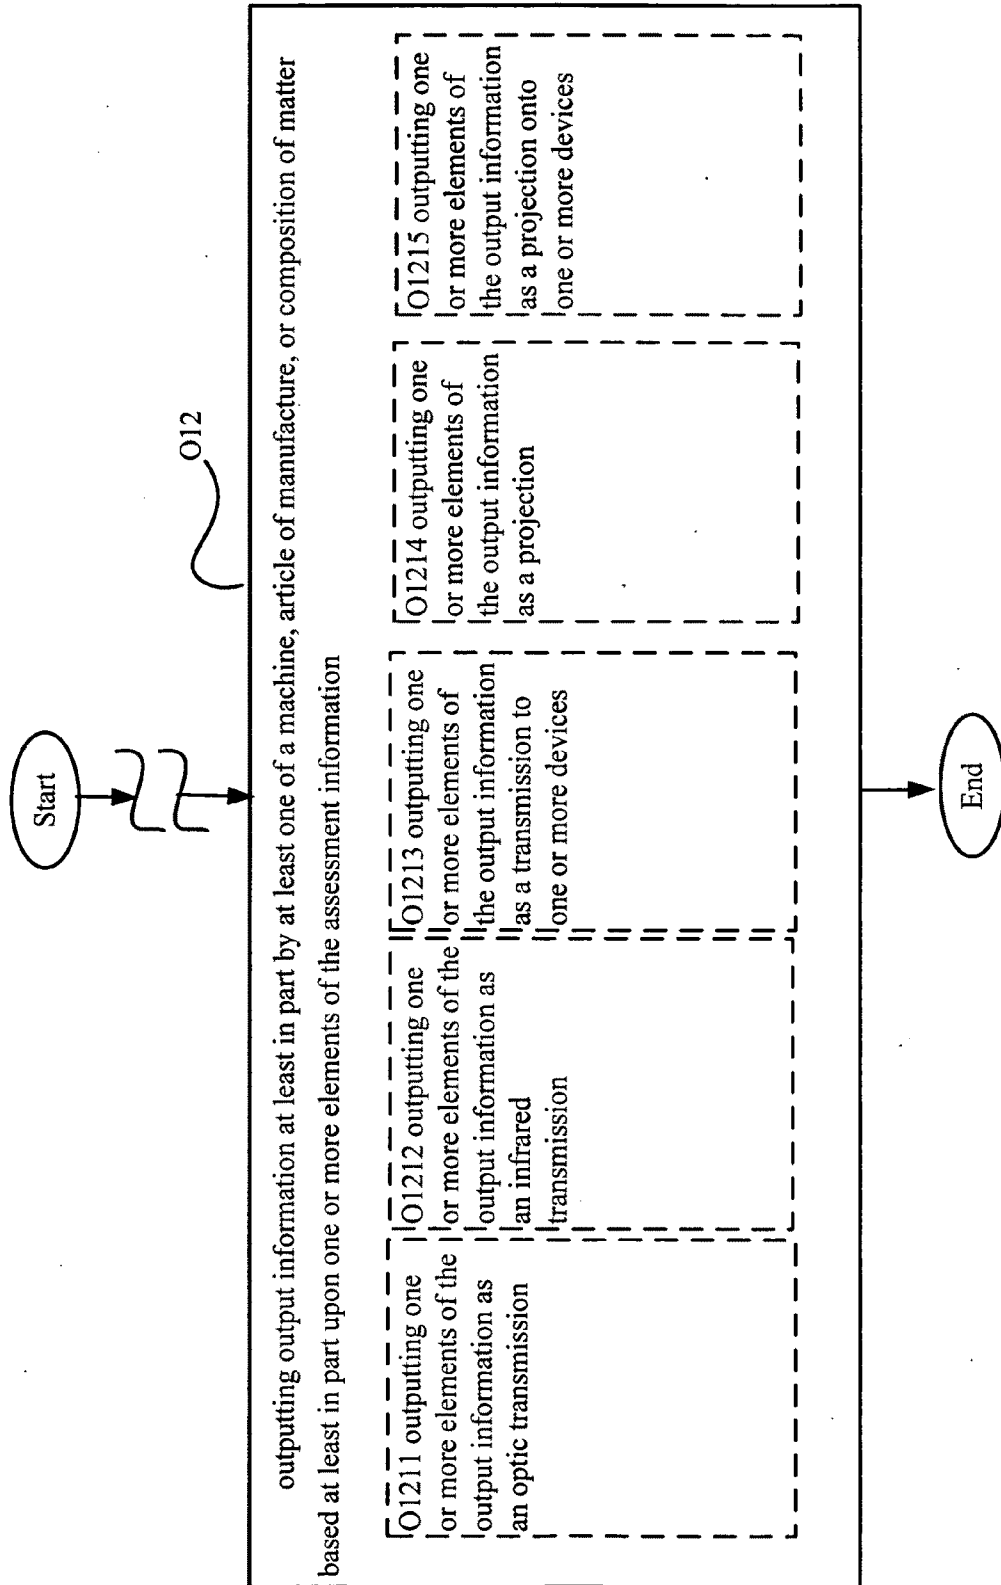 Start
O12
outputting output information at least in part by at least one of a machine, article of manufacture, or composition of matter
based at least in part upon one or more elements of the assessment information
O1211 outputting one
or more elements of the
output information as
an optic transmission
O1212 outputting one
or more elements of the
output information as
an infrared
transmission
O1213 outputting one
or more elements of
the output information
as a transmission to
one or more devices
O1214 outputting one
or more elements of
the output information
as a projection
O1215 outputting one
or more elements of
the output information
as a projection onto
one or more devices
End